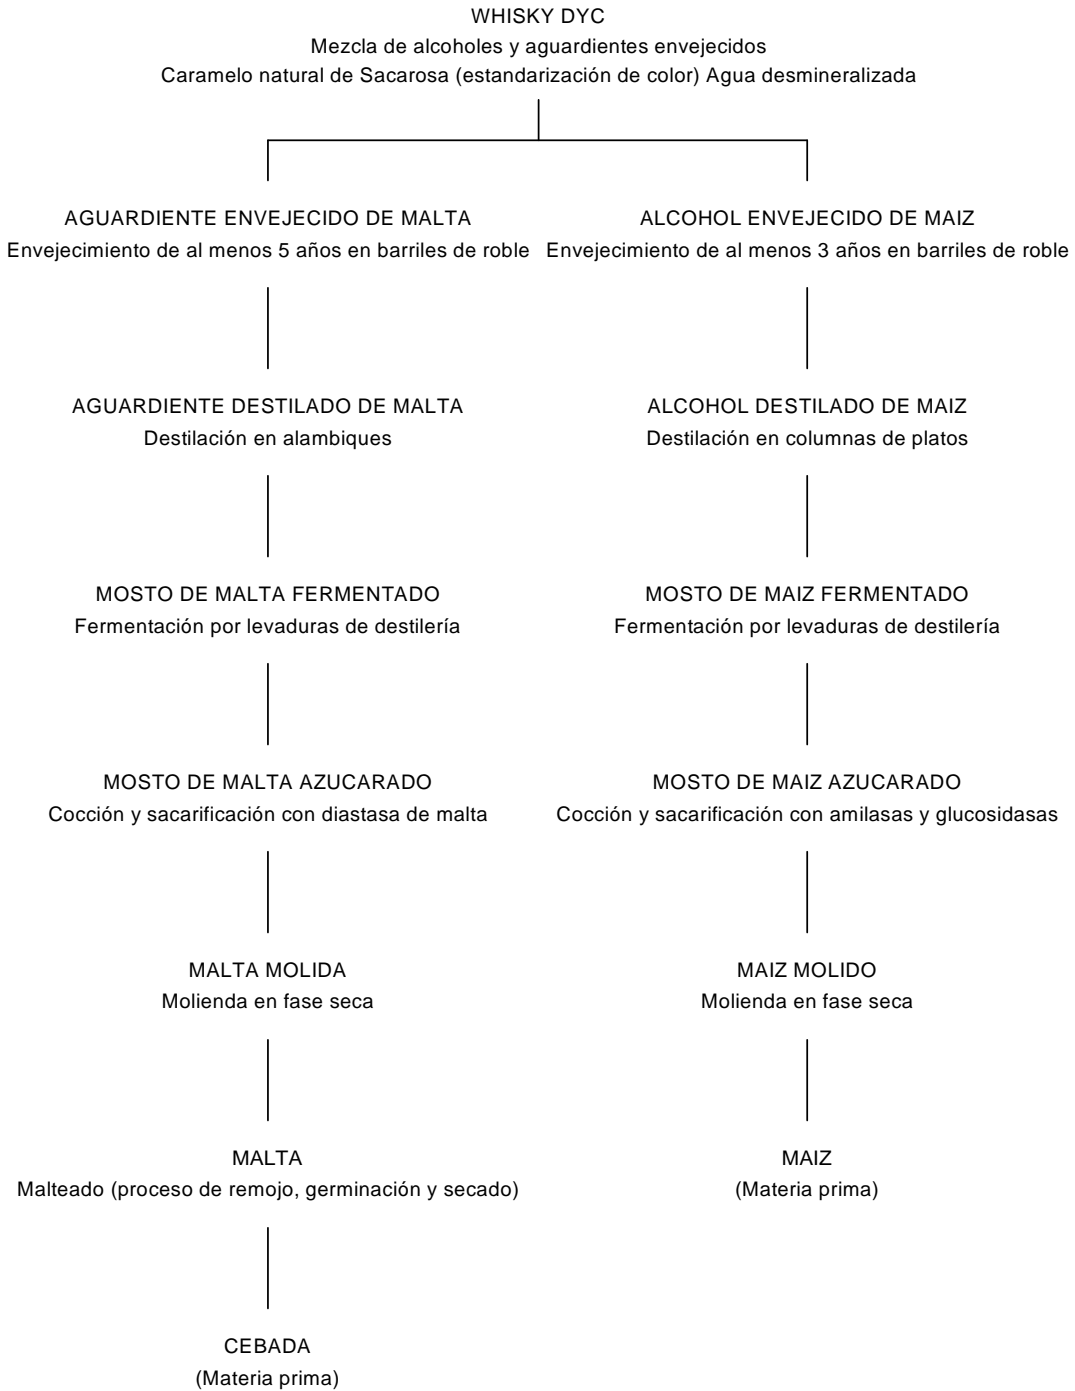 WHISKY DYC
Mezcla de alcoholes y aguardientes envejecidos
Caramelo natural de Sacarosa (estandarización de color) Agua desmineralizada
AGUARDIENTE ENVEJECIDO DE MALTA
Envejecimiento de al menos 5 años en barriles de roble
ALCOHOL ENVEJECIDO DE MAIZ
Envejecimiento de al menos 3 años en barriles de roble
AGUARDIENTE DESTILADO DE MALTA
Destilación en alambiques
ALCOHOL DESTILADO DE MAIZ
Destilación en columnas de platos
MOSTO DE MALTA FERMENTADO
Fermentación por levaduras de destilería
MOSTO DE MAIZ FERMENTADO
Fermentación por levaduras de destilería
MOSTO DE MALTA AZUCARADO
Cocción y sacarificación con diastasa de malta
MOSTO DE MAIZ AZUCARADO
Cocción y sacarificación con amilasas y glucosidasas
MALTA MOLIDA
Molienda en fase seca
MAIZ MOLIDO
Molienda en fase seca
MALTA
Malteado (proceso de remojo, germinación y secado)
MAIZ
(Materia prima)
CEBADA
(Materia prima)